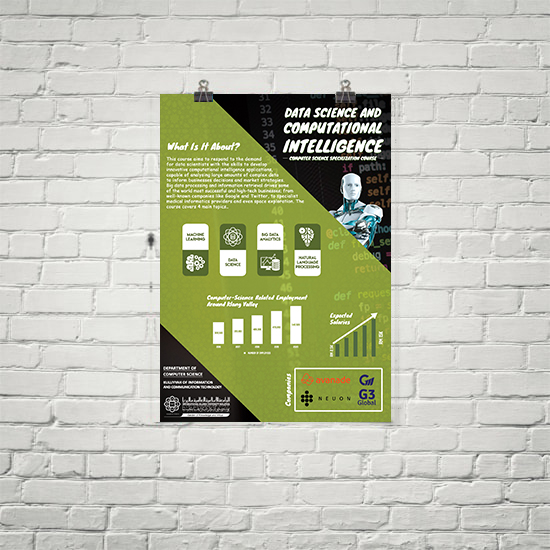 DATA SCIENCE AND
COMPUTATIONAL
INTELLIGENCE
COMPUTER SCIENCE SPECIALISATION COURSE
What Is It About?
This course aims to respond to the demand
for data scientists with the skills to develop
innovative computational intelligence applications
capable of analysing large amounts of complex data
to inform businesses decisions and market strategies.
Big data processing and information retrieval drives some
of the world most successful and high-tech businesses; from
well-known companies like Google and Twitter, to specialist
medical informatics providers and even space exploration. The
course covers 4 main topics..
MACHINE
LEARNING
DATA
SCIENCE
BIG DATA
ANALYTICS
NATURAL
LANGUAGE
PROCESSING
Computer-Science Related Employment
Around Klang Valley
NUMBER OF EMPLOYEES
Expected
Salaries
Companies
NEUON
G3
Global
DEPARTMENT OF
COMPUTER SCIENCE
KULLIYYAH OF INFORMATION
AND COMMUNICATION TECHNOLOGY